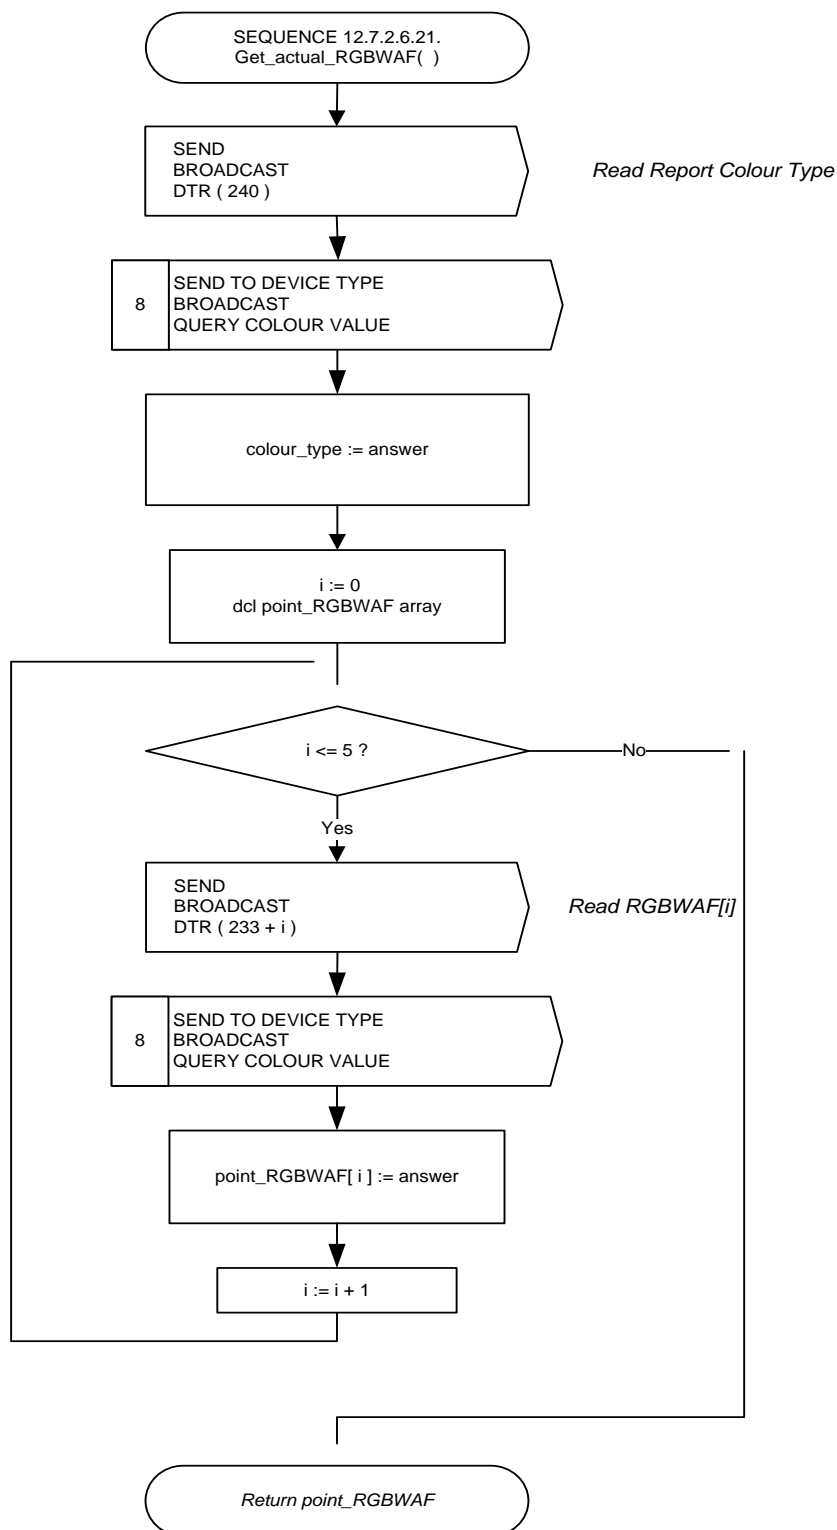 SEQUENCE 12.7.2.6.21.
Get_actual_RGBWAF(  )
SEND
BROADCAST
DTR ( 240 )
Read Report Colour Type
8
SEND TO DEVICE TYPE
BROADCAST
QUERY COLOUR VALUE
colour_type := answer
i := 0
dcl point_RGBWAF array
i <= 5 ?
No
Yes
SEND
BROADCAST
DTR ( 233 + i )
Read RGBWAF[i]
8
SEND TO DEVICE TYPE
BROADCAST
QUERY COLOUR VALUE
point_RGBWAF[ i ] := answer
i := i + 1
Return point_RGBWAF